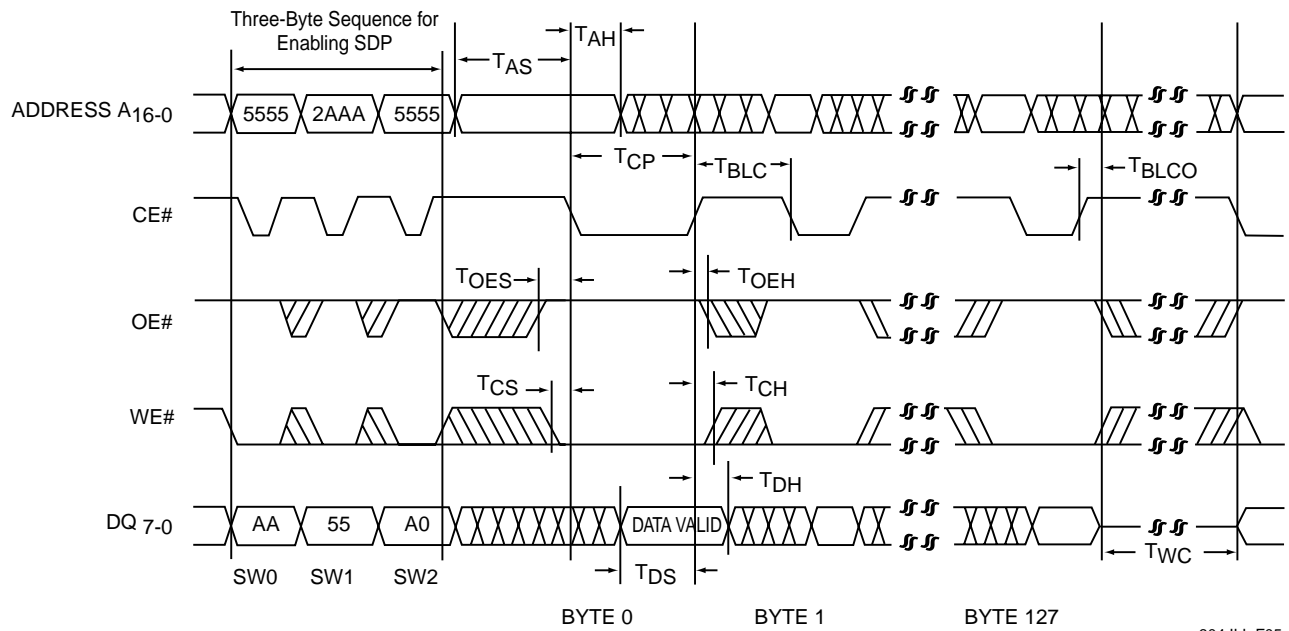 Three-Byte Sequence for
Enabling SDP
TAH
TAS
ADDRESS A16-0
5555 2AAA 5555
TCP
TBLC
TBLCO
CE#
TOES
TOEH
OE#
TCS
TCH
WE#
TDH
DQ 7-0
AA 55 A0
DATA VALID
SW0 SW1 SW2
TDS
TWC
BYTE 0 BYTE 1 BYTE 127